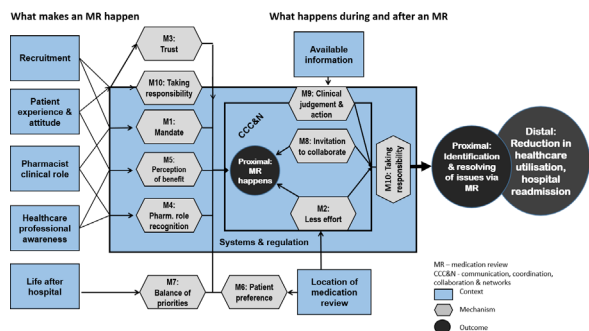 What makes an MR happen
What happens during and after an MR
Recruitment
Patient
experience &
attitude
Pharmacist
clinical role
Healthcare
professional
awareness
Life after
hospital
M3:
Trust
M10: Taking
responsibility
M1:
Mandate
M5:
Perception
of benefit
M4:
Pharm. role
recognition
M7:
Balance of
priorities
M6: Patient
preference
Available
information
CCC&N
M9: Clinical
judgement &
action
M8:
Invitation to
collaborate
Proximal:
MR
happens
M2:
Less effort
M10: Taking
responsibility
Systems & regulation
Location of
medication
review
Proximal:
Identification &
resolving
of issues via
MR
Distal:
Reduction in
healthcare
utilisation,
hospital
readmission
MR – medication review
CCC&N - communication, coordination,
collaboration & networks
Context
Mechanism
Outcome